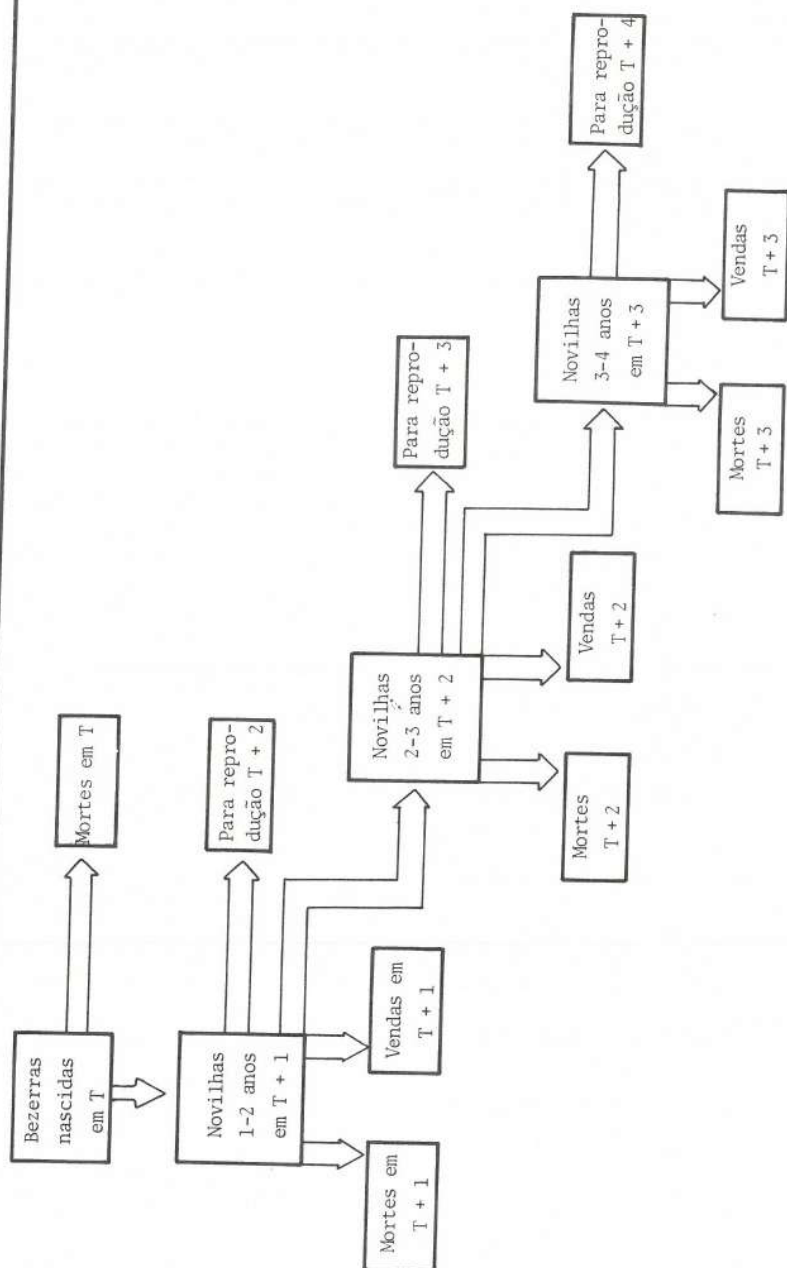 Bezerras
nascidas
em T
Mortes em T
Novilhas
1-2 anos
em T + 1
Para repro-
dução T + 2
Mortes em
T + 1
Vendas em
T + 1
Novilhas
2-3 anos
em T + 2
Para repro-
dução T + 3
Mortes
T + 2
Vendas
T + 2
Novilhas
3-4 anos
em T + 3
Para repro-
dução T + 4
Mortes
T + 3
Vendas
T + 3